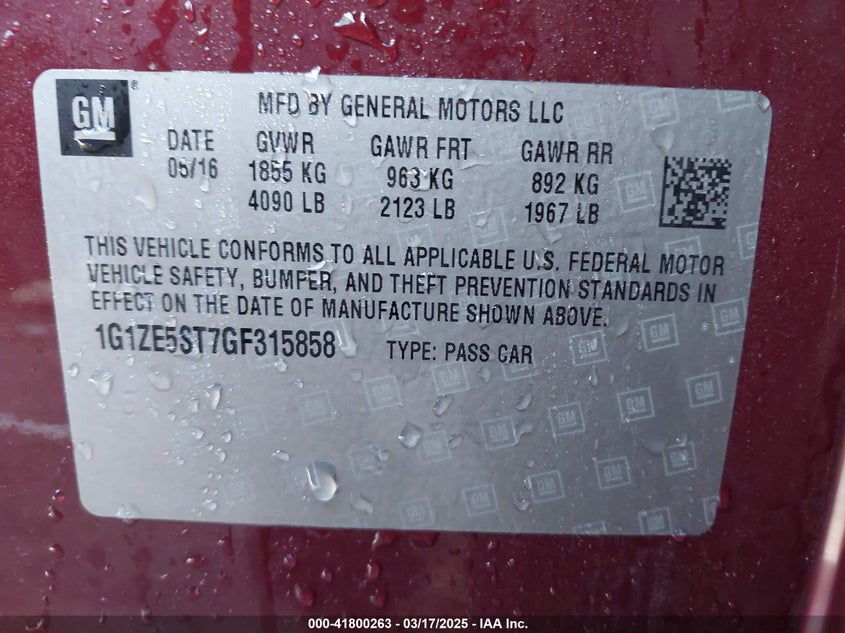 GM ®
MFD BY GENERAL MOTORS LLC
DATE GVWR GAWR FRT GAWR RR
05/16 1855 KG 963 KG 892 KG
4090 LB 2123 LB 1967 LB
THIS VEHICLE CONFORMS TO ALL APPLICABLE U.S. FEDERAL MOTOR
VEHICLE SAFETY, BUMPER, AND THEFT PREVENTION STANDARDS IN
EFFECT ON THE DATE OF MANUFACTURE SHOWN ABOVE.
1G1ZE5ST7GF315858 TYPE: PASS CAR
000-41800263 - 03/17/2025 - IAA Inc.